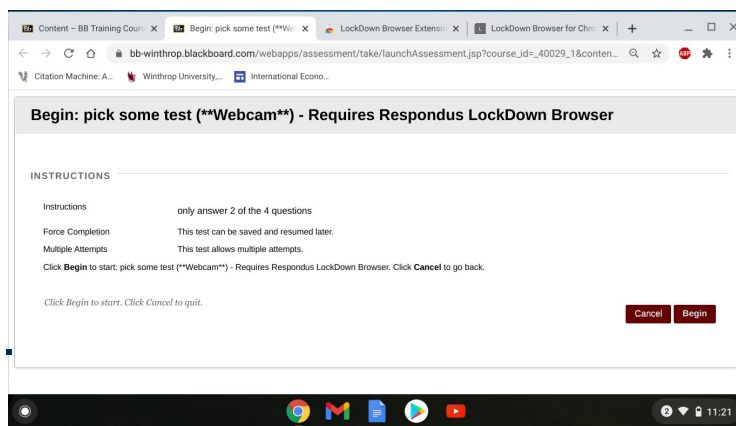 Content – BB Training Cours
Begin: pick some test (**We
LockDown Browser Extensio
LockDown Browser for Chro
bb-winthrop.blackboard.com/webapps/assessment/take/launchAssessment.jsp?course_id=_40029_1&conten...
ABP
Citation Machine: A...
Winthrop University,...
International Econo...
Begin: pick some test (**Webcam**) - Requires Respondus LockDown Browser
INSTRUCTIONS
Instructions only answer 2 of the 4 questions
Force Completion This test can be saved and resumed later.
Multiple Attempts This test allows multiple attempts.
Click Begin to start: pick some test (**Webcam**) - Requires Respondus LockDown Browser. Click Cancel to go back.
Click Begin to start. Click Cancel to quit.
Cancel Begin
2 11:21